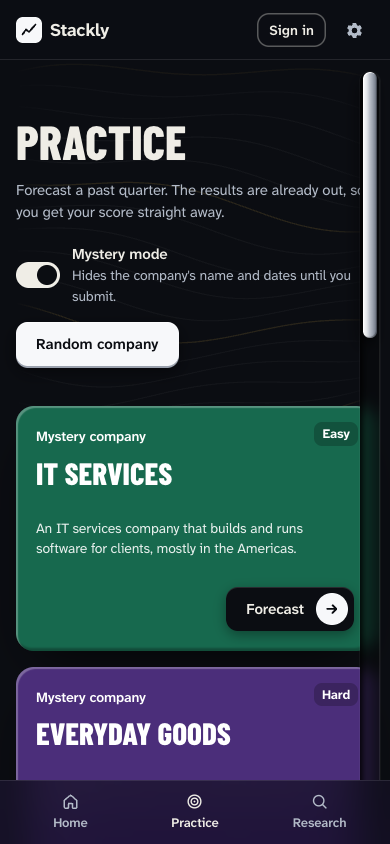 Stackly
Sign in
PRACTICE
Forecast a past quarter. The results are already out, so
you get your score straight away.
Mystery mode
Hides the company's name and dates until you
submit.
Random company
Mystery company
Easy
IT SERVICES
An IT services company that builds and runs
software for clients, mostly in the Americas.
Forecast
Mystery company
Hard
EVERYDAY GOODS
Home
Practice
Research